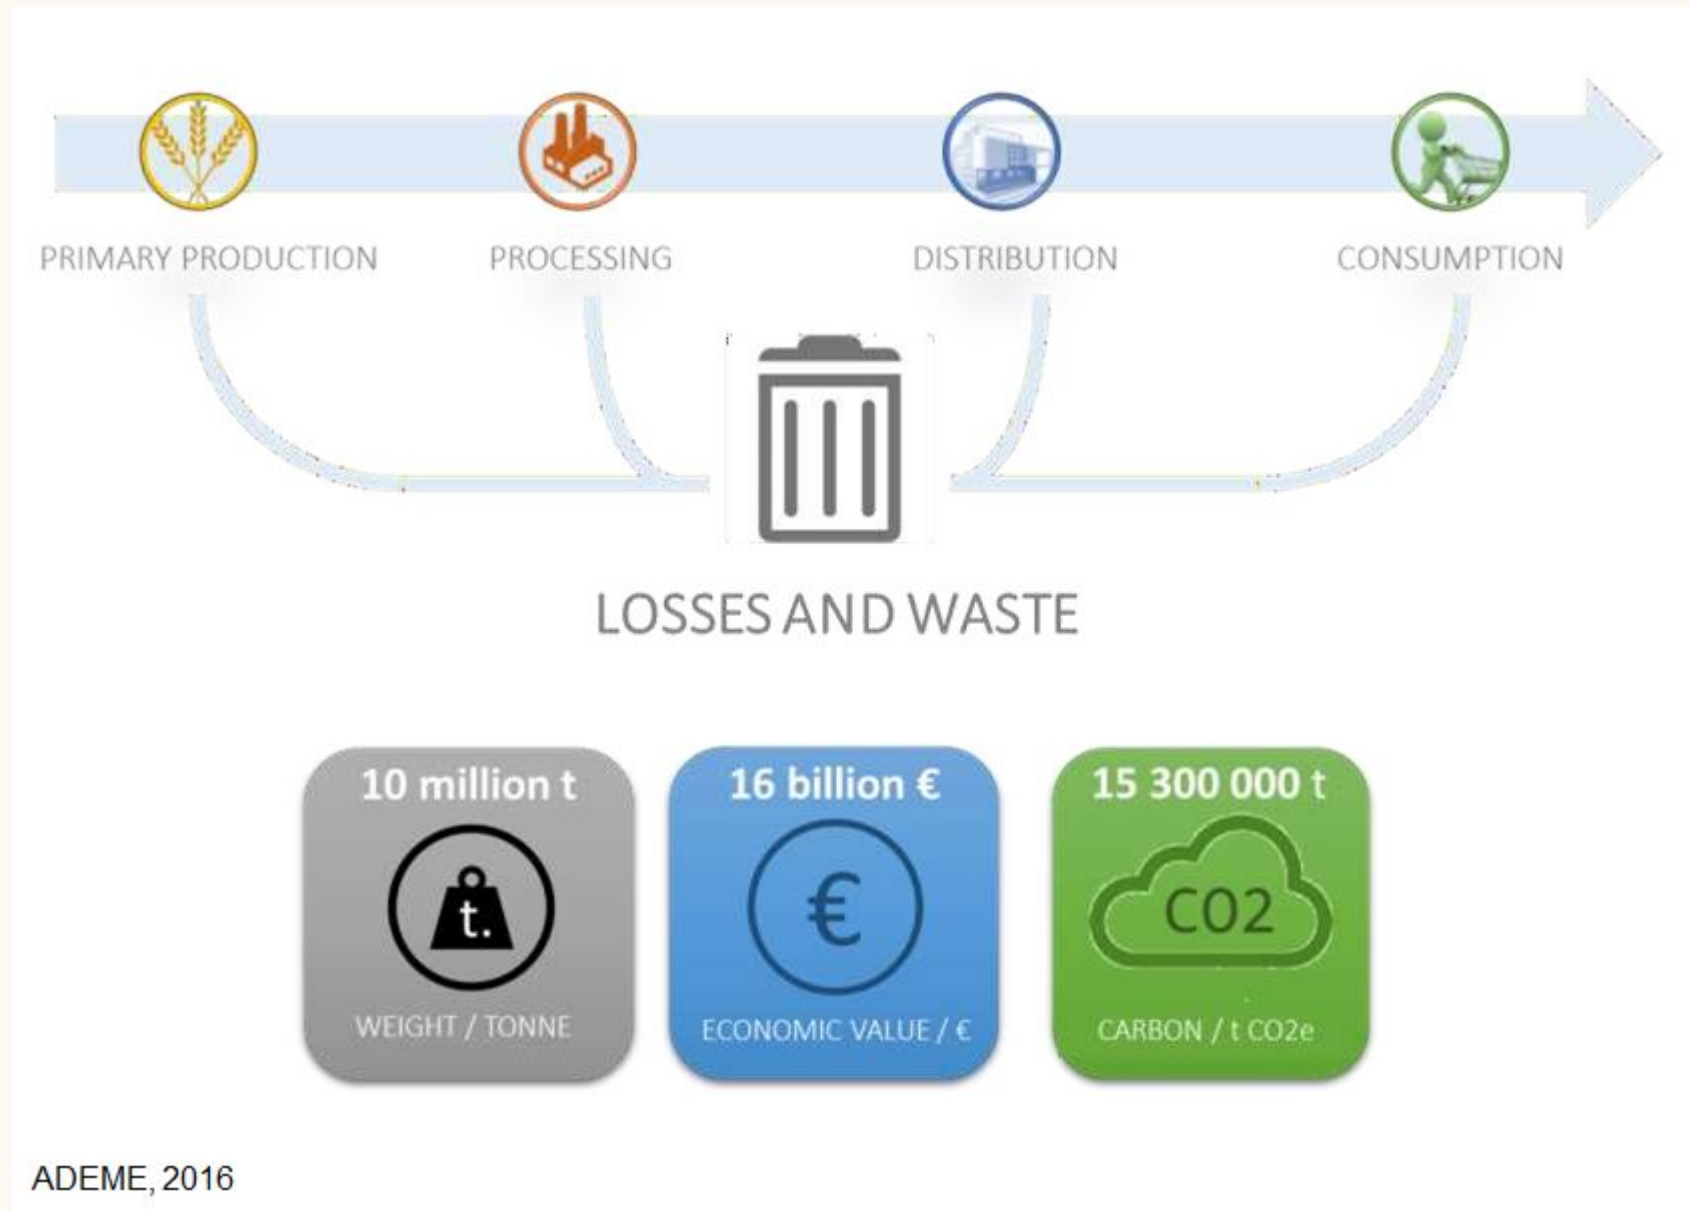 PRIMARY PRODUCTION
PROCESSING
DISTRIBUTION
CONSUMPTION
LOSSES AND WASTE
10 million t
t.
WEIGHT / TONNE
16 billion €
€
ECONOMIC VALUE / €
15 300 000 t
CO2
CARBON / t CO2e
ADEME, 2016